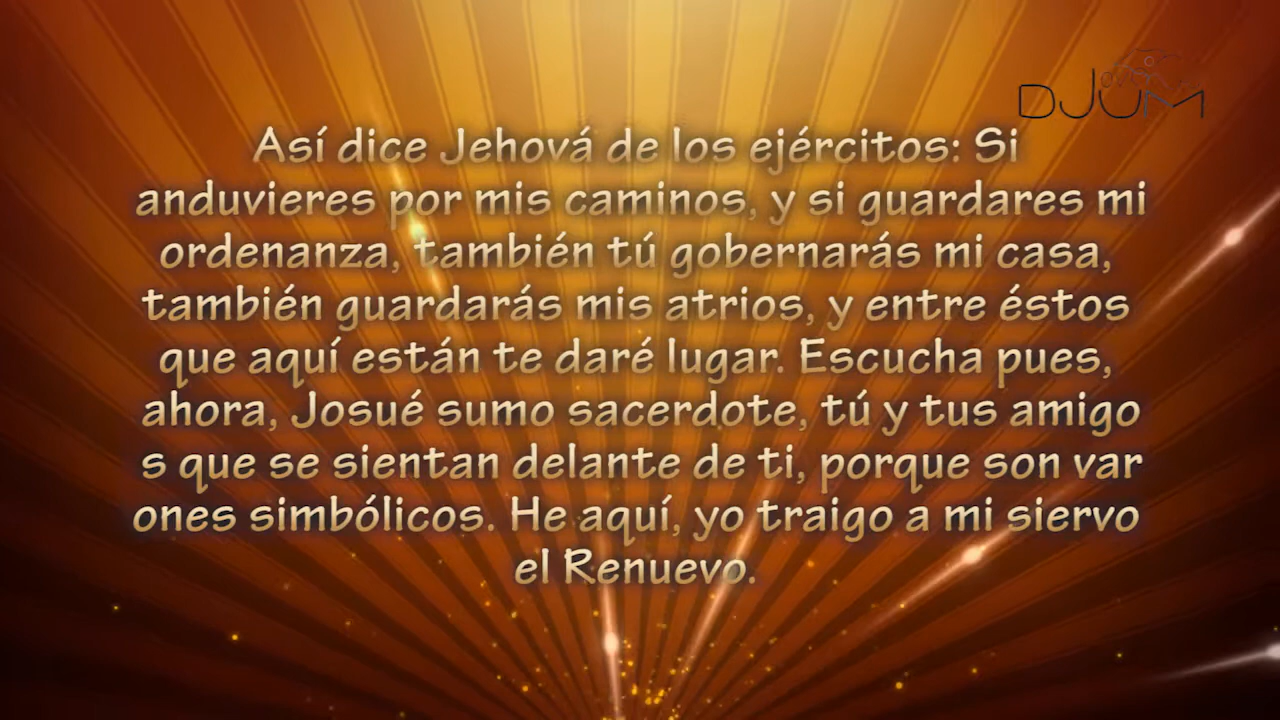 DJUM
Así dice Jehová de los ejércitos: Si
anduvieres por mis caminos, y si guardares mi
ordenanza, también tú gobernarás mi casa,
también guardarás mis atrios, y entre éstos
que aquí están te daré lugar. Escucha pues,
ahora, Josué sumo sacerdote, tú y tus amigo
s que se sientan delante de ti, porque son var
ones simbólicos. He aquí, yo traigo a mi siervo
el Renuevo.